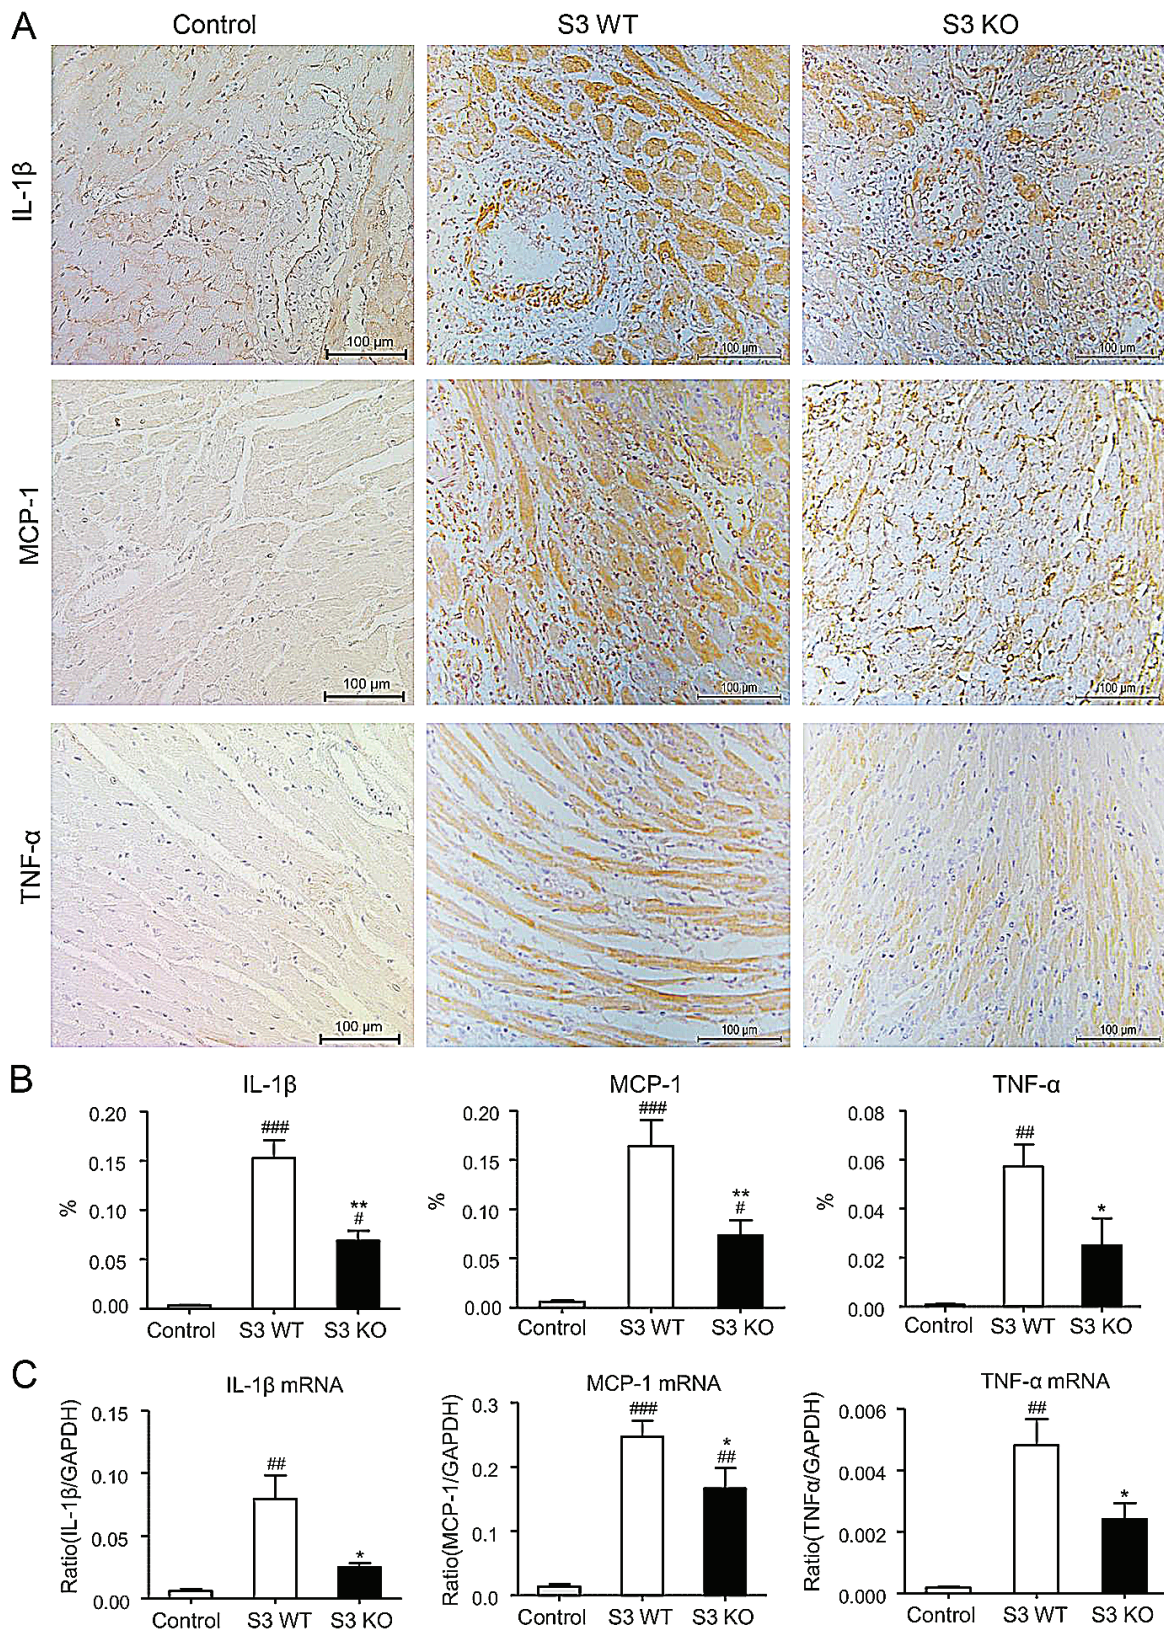 A
Control
S3 WT
S3 KO
IL-1β
100 µm
100 µm
100 µm
MCP-1
100 µm
100 µm
100 µm
TNF-α
100 µm
100 µm
100 µm
B
IL-1β
%
0.20
0.15
0.10
0.05
0.00
###
**
#
Control
S3 WT
S3 KO
MCP-1
%
0.20
0.15
0.10
0.05
0.00
###
**
#
Control
S3 WT
S3 KO
TNF-α
%
0.08
0.06
0.04
0.02
0.00
##
*
Control
S3 WT
S3 KO
C
IL-1β mRNA
Ratio(IL-1β/GAPDH)
0.15
0.10
0.05
0.00
##
*
Control
S3 WT
S3 KO
MCP-1 mRNA
Ratio(MCP-1/GAPDH)
0.3
0.2
0.1
0.0
###
*
##
Control
S3 WT
S3 KO
TNF-α mRNA
Ratio(TNFα/GAPDH)
0.006
0.004
0.002
0.000
##
*
Control
S3 WT
S3 KO